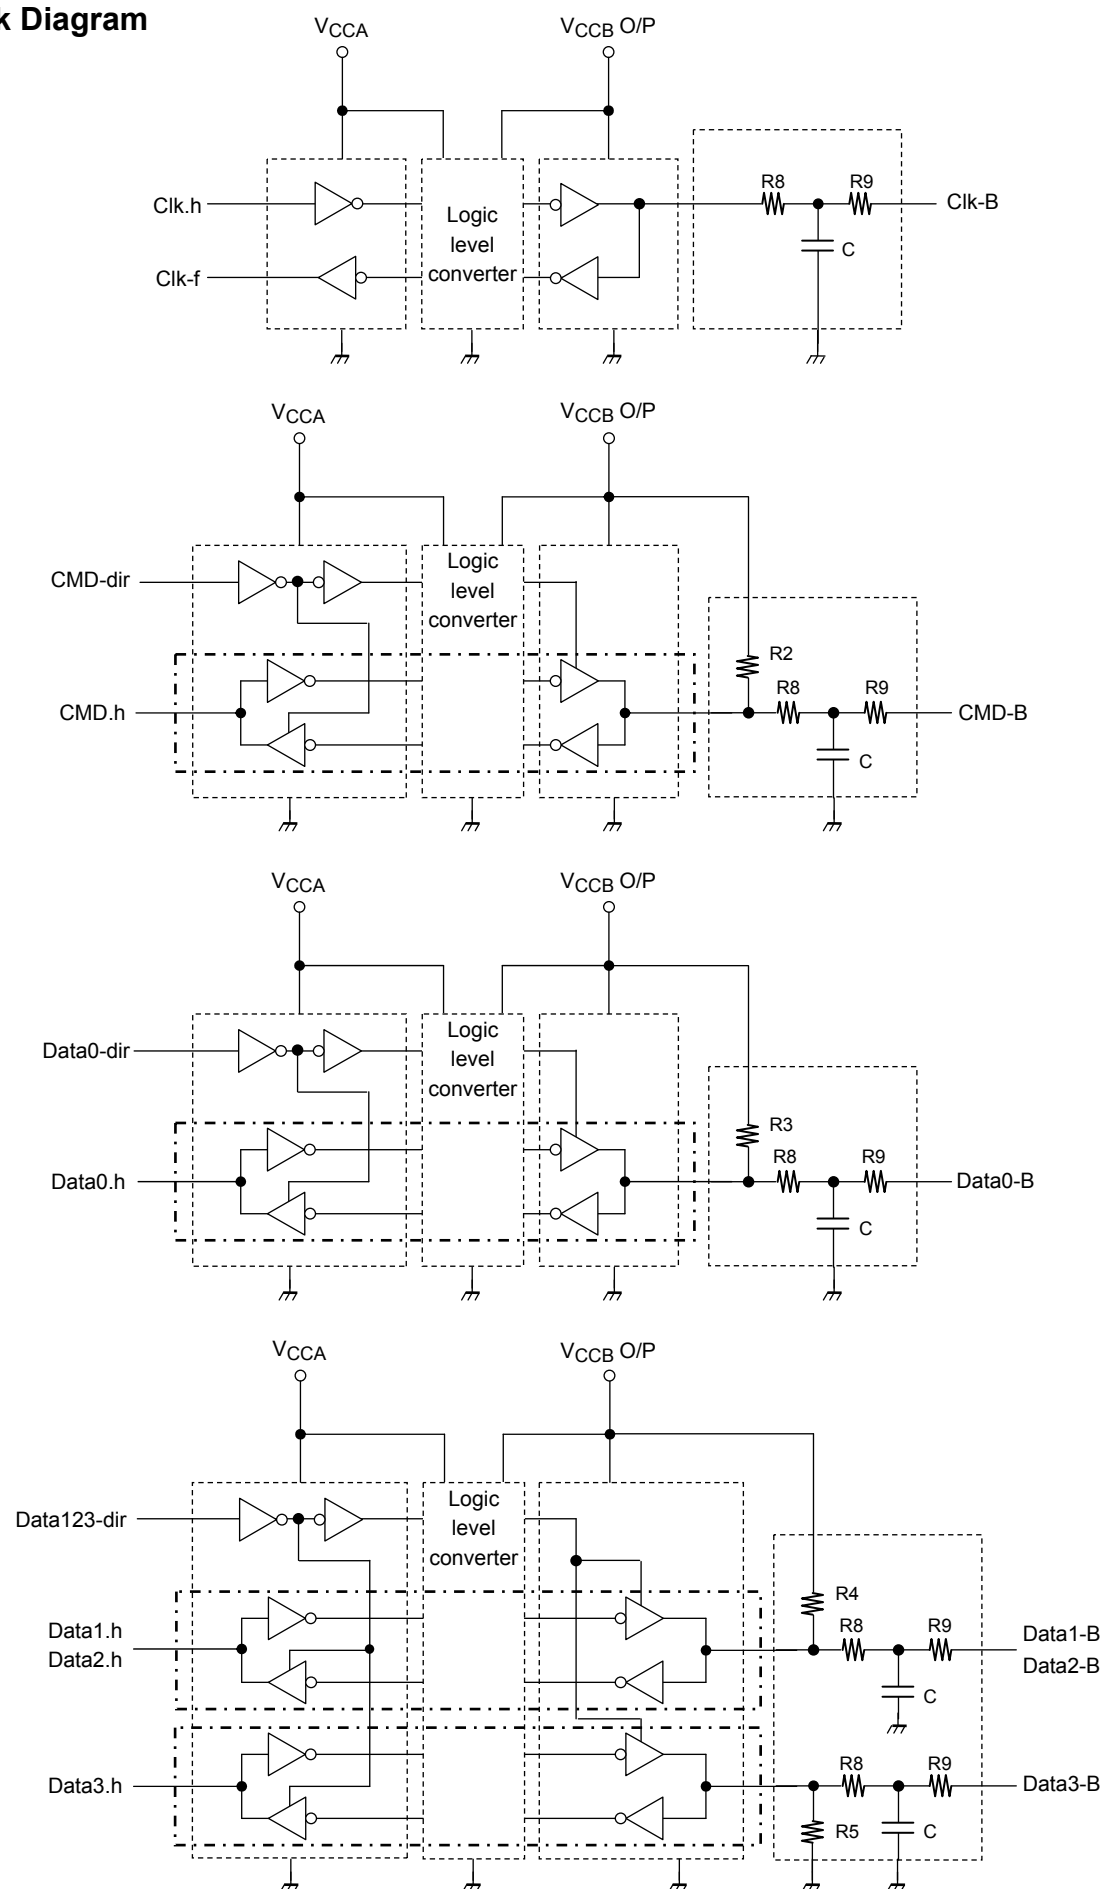 k Diagram
VCCA
VCCB O/P
R8
R9
Clk.h
Clk-B
Logic
level
converter
C
Clk-f
VCCA
VCCB O/P
CMD-dir
Logic
level
converter
R2
R8
R9
CMD.h
CMD-B
C
VCCA
VCCB O/P
Data0-dir
Logic
level
converter
R3
R8
R9
Data0.h
Data0-B
C
VCCA
VCCB O/P
Data123-dir
Logic
level
converter
R4
R8
R9
Data1.h
Data2.h
Data1-B
Data2-B
C
R8
R9
Data3.h
Data3-B
R5
C